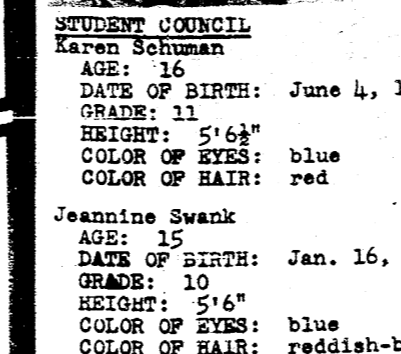 STUDENT COUNCIL
Karen Schuman
AGE: 16
DATE OF BIRTH: June 4, 1
GRADE: 11
HEIGHT: 5'6½"
COLOR OF EYES: blue
COLOR OF HAIR: red
Jeannine Swank
AGE: 15
DATE OF BIRTH: Jan. 16,
GRADE: 10
HEIGHT: 5'6"
COLOR OF EYES: blue
COLOR OF HAIR: reddish-b